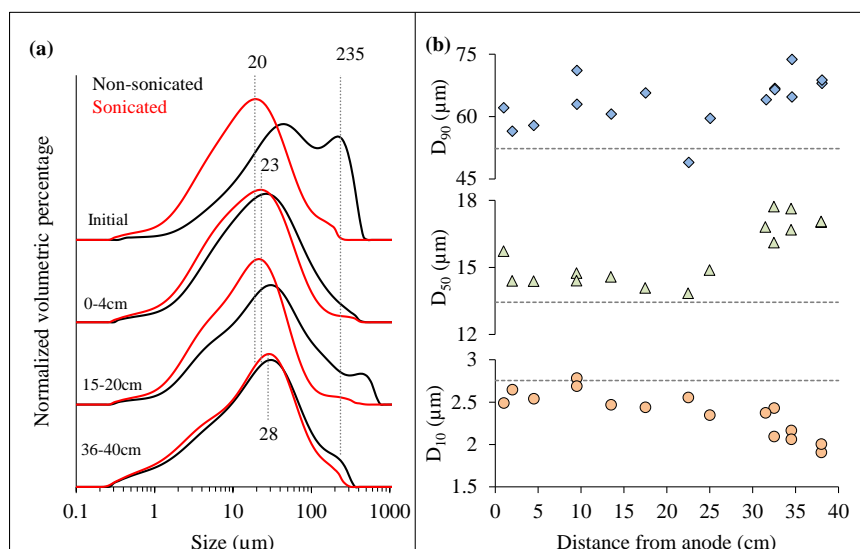 (a)
20
235
Non-sonicated
Sonicated
23
Initial
0-4cm
15-20cm
36-40cm
28
Normalized volumetric percentage
0.1
1
10
100
1000
Size (µm)
(b)
75
60
45
D90 (µm)
18
15
12
D50 (µm)
3
2.5
2
1.5
D10 (µm)
0
5
10
15
20
25
30
35
40
Distance from anode (cm)